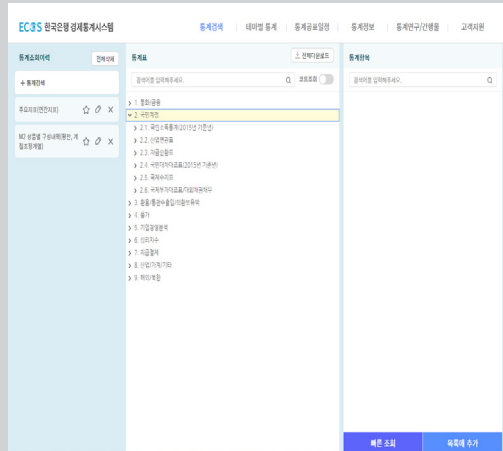 ECOS 한국은행 경제통계시스템
통계검색 | 테마별 통계 | 통계공표일정 | 통계정보 | 통계연구/간행물 | 고객지원
통계조회이력 전체삭제
+ 통계검색
주요지표(연간지표)
M2 상품별 구성내역(평잔, 계
절조정계열)
통계표 전체다운로드
검색어를 입력해주세요. 코드조회
1. 통화/금융
2. 국민계정
2.1. 국민소득통계(2015년 기준년)
2.2. 산업연관표
2.3. 자금순환표
2.4. 국민대차대조표(2015년 기준년)
2.5. 국제수지표
2.6. 국제투자대조표/대외채권채무
3. 환율/통관수출입/외환보유액
4. 물가
5. 기업경영분석
6. 심리지수
7. 자금결제
8. 산업/가계/기타
9. 해외/북한
통계항목
검색어를 입력해주세요.
빠른 조회 목록에 추가